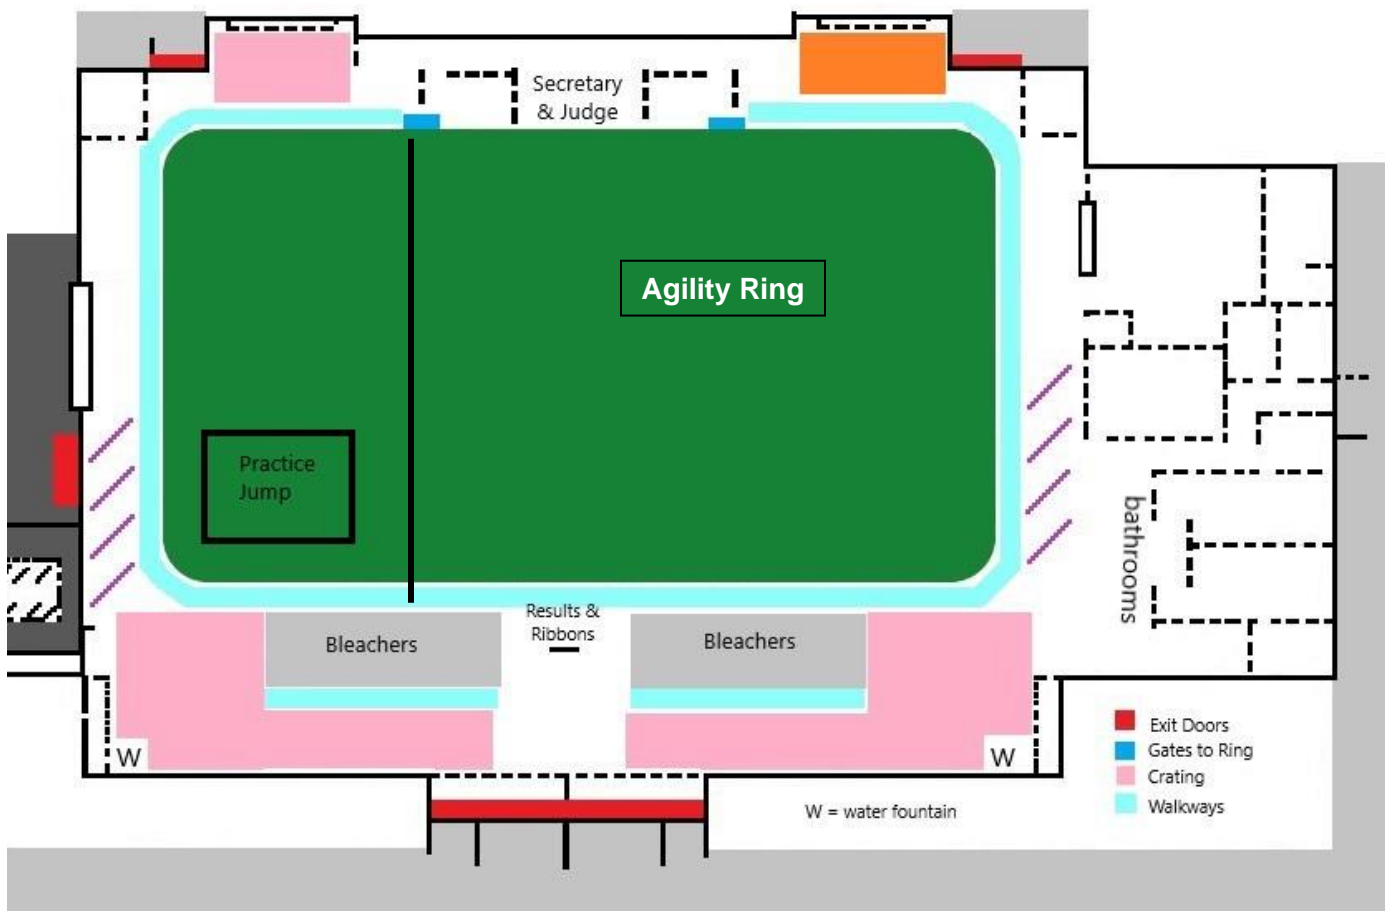 Secretary
& Judge
Agility Ring
Practice
Jump
bathrooms
Results &
Ribbons
Bleachers
Bleachers
W
W
Exit Doors
Gates to Ring
Crating
Walkways
W = water fountain